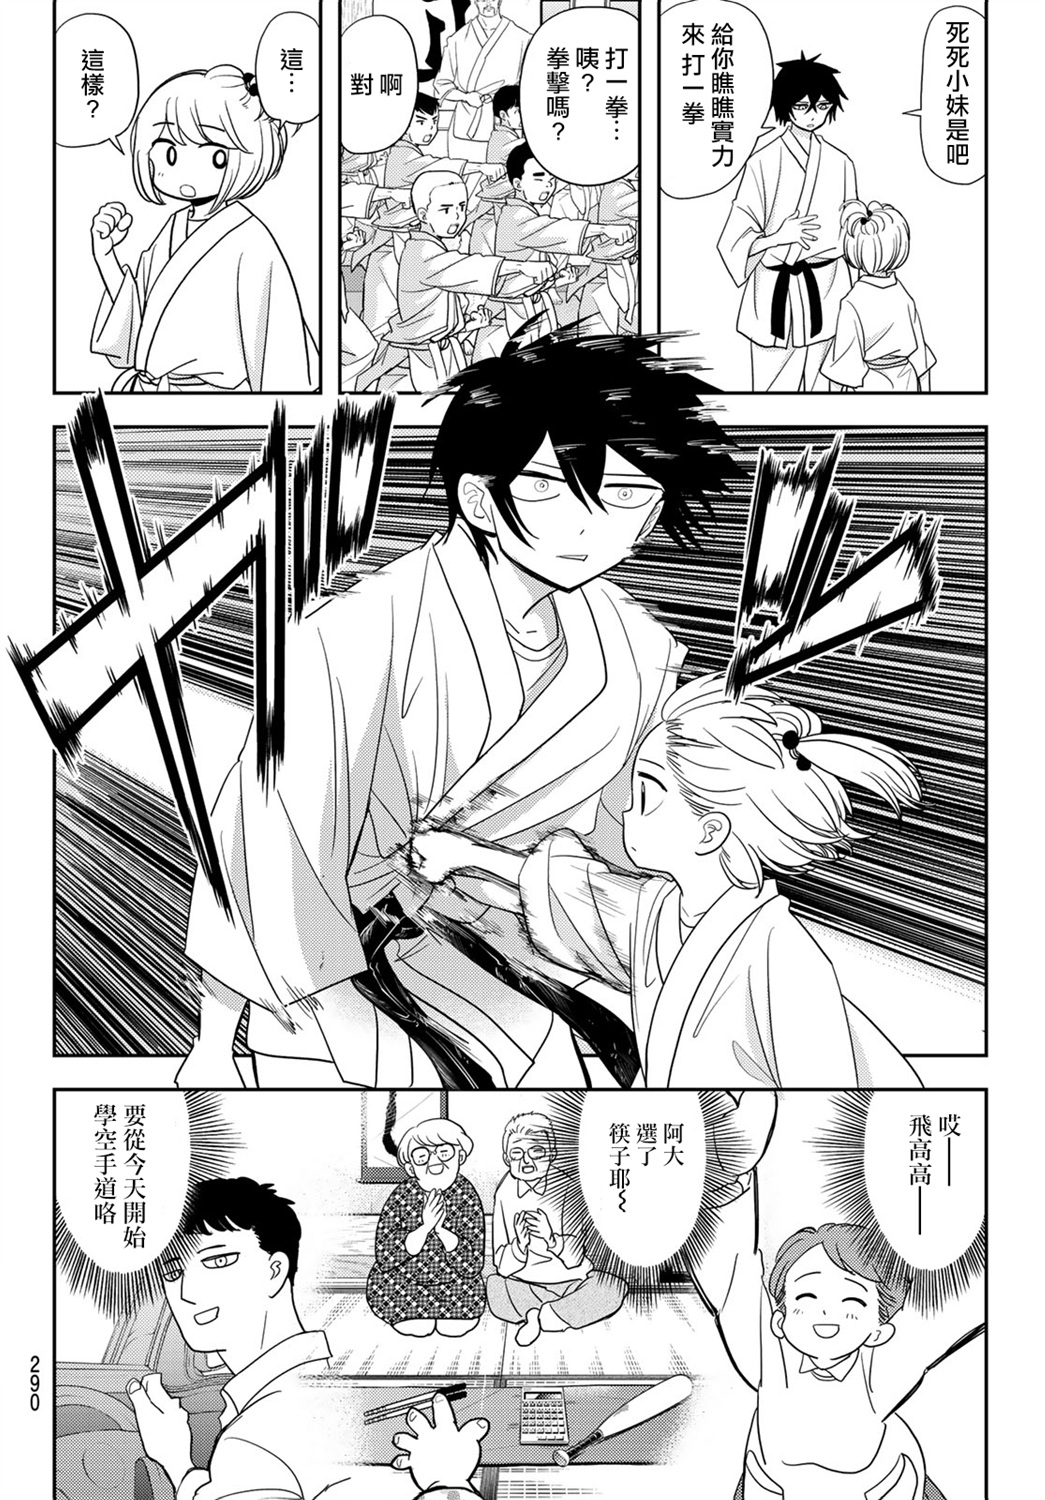 死死小妹是吧
給你瞧瞧實力
來打一拳
打一拳…
咦？
拳擊嗎？
啊
對
這…
這樣？
哎——
飛高高——
阿大
選了
筷子耶～
要從今天開始
學空手道咯
290